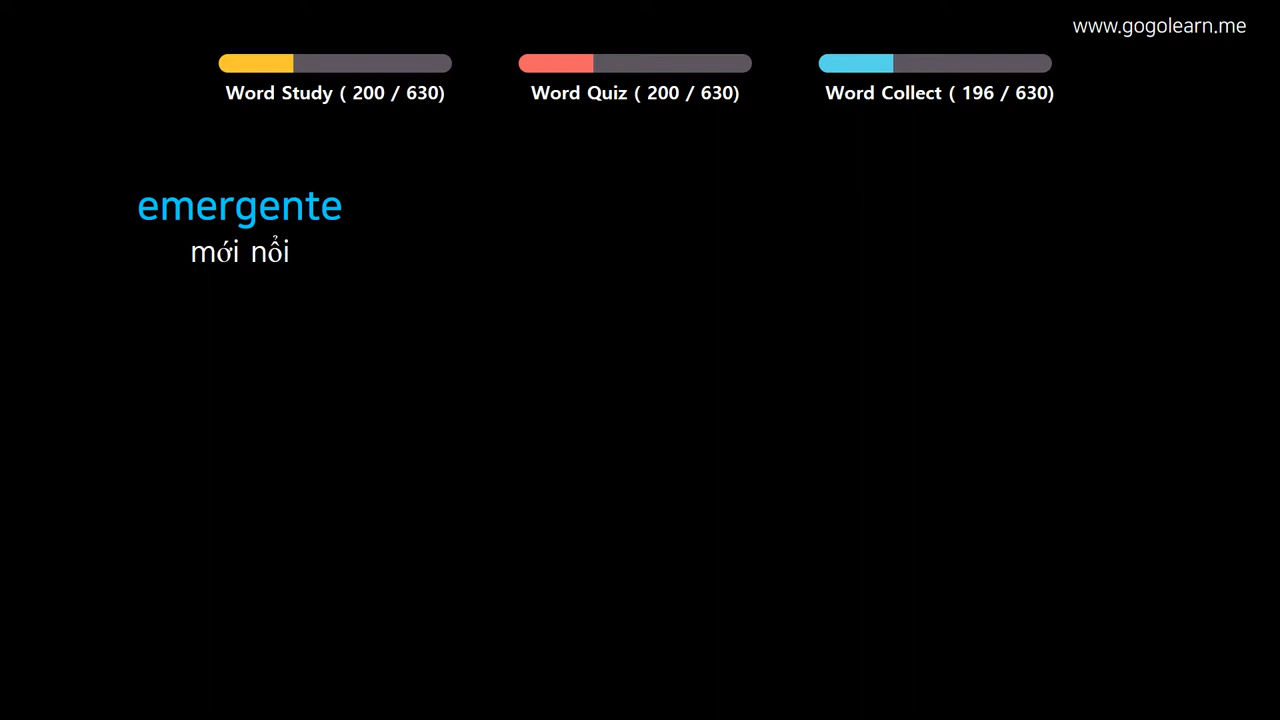 www.gogolearn.me
Word Study ( 200 / 630)
Word Quiz ( 200 / 630)
Word Collect ( 196 / 630)
emergente
mới nổi